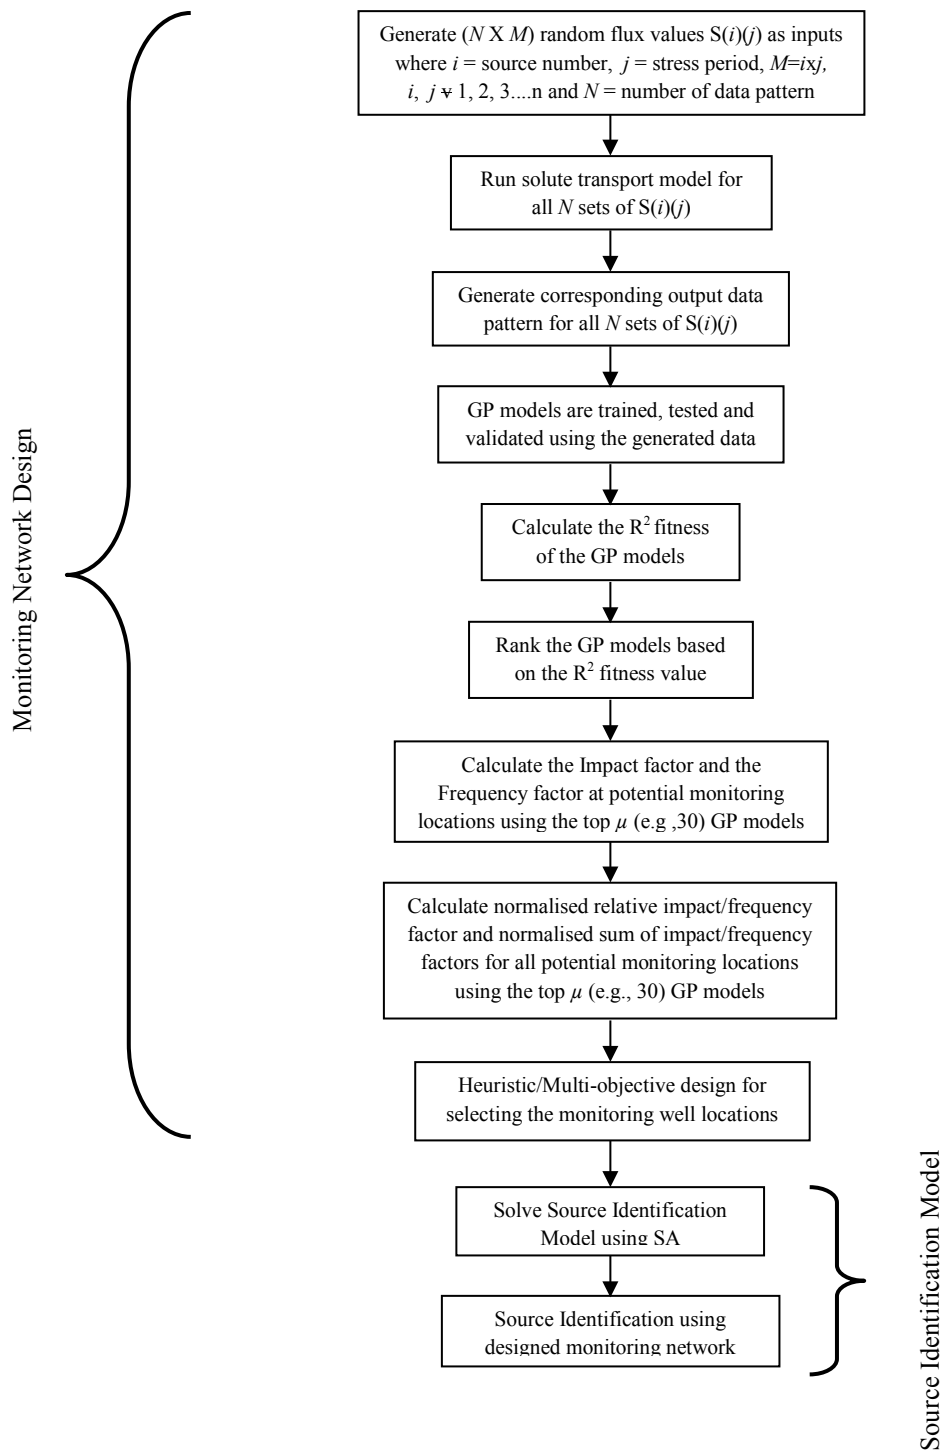 Generate (N X M) random flux values S(i)(j) as inputs
where i = source number, j = stress period, M=ixj,
i, j v 1, 2, 3....n and N = number of data pattern
Run solute transport model for
all N sets of S(i)(j)
Generate corresponding output data
pattern for all N sets of S(i)(j)
GP models are trained, tested and
validated using the generated data
Calculate the R² fitness
of the GP models
Rank the GP models based
on the R² fitness value
Calculate the Impact factor and the
Frequency factor at potential monitoring
locations using the top µ (e.g ,30) GP models
Calculate normalised relative impact/frequency
factor and normalised sum of impact/frequency
factors for all potential monitoring locations
using the top µ (e.g., 30) GP models
Heuristic/Multi-objective design for
selecting the monitoring well locations
Monitoring Network Design
Solve Source Identification
Model using SA
Source Identification using
designed monitoring network
Source Identification Model